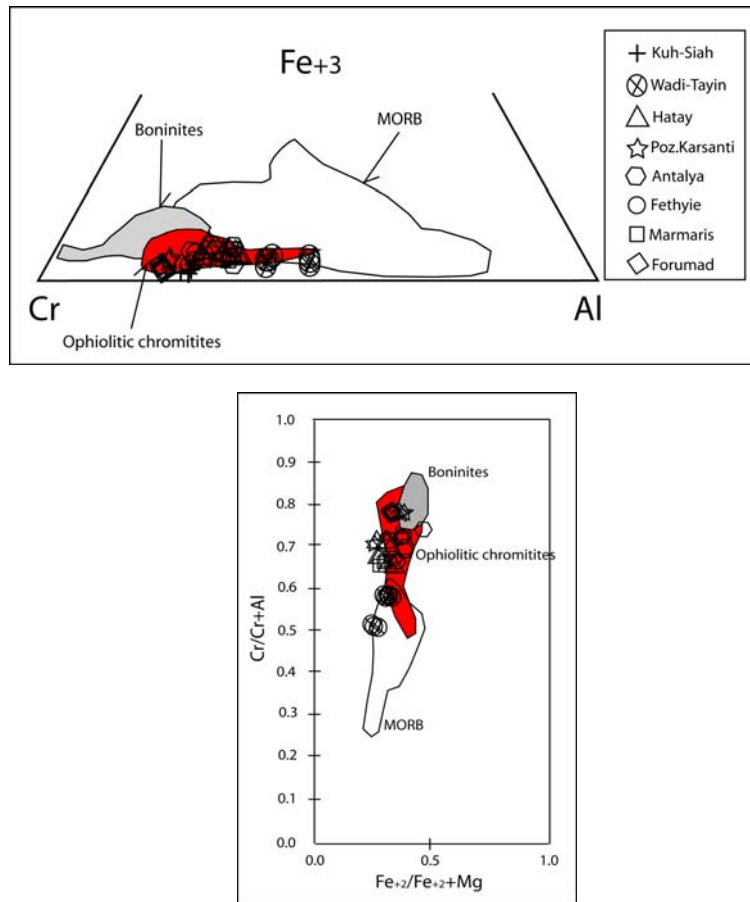 Fe+3
Boninites
MORB
Cr
Al
Ophiolitic chromitites
Kuh-Siah
Wadi-Tayin
Hatay
Poz.Karsanti
Antalya
Fethyie
Marmaris
Forumad
1.0
0.9
0.8
0.7
0.6
0.5
0.4
0.3
0.2
0.1
0.0
Cr/Cr+Al
Boninites
Ophiolitic chromitites
MORB
0.0
0.5
1.0
Fe+2/Fe+2+Mg